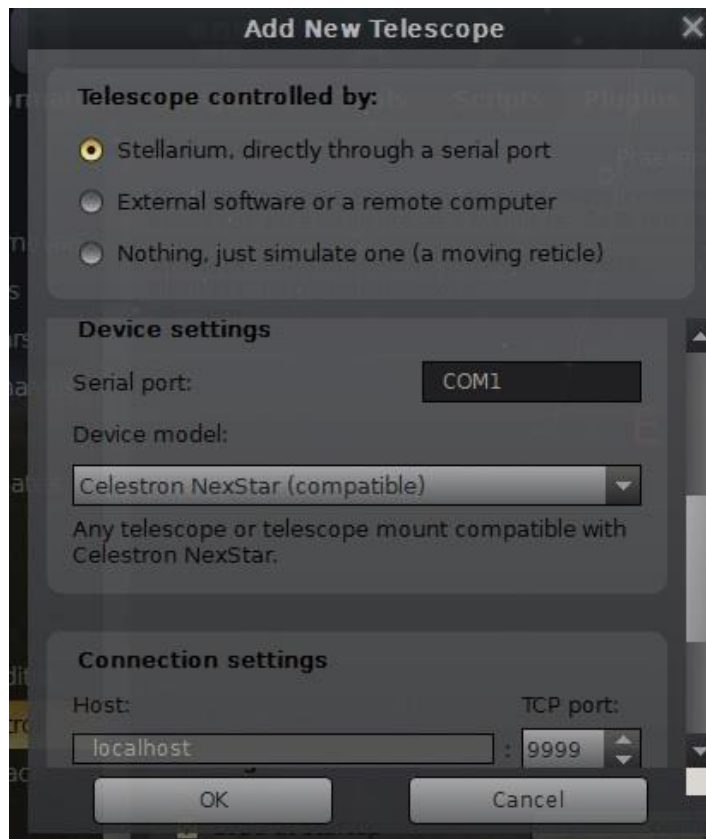 Add New Telescope
Telescope controlled by:
Stellarium, directly through a serial port
External software or a remote computer
Nothing, just simulate one (a moving reticle)
Device settings
Serial port: COM1
Device model:
Celestron NexStar (compatible)
Any telescope or telescope mount compatible with
Celestron NexStar.
Connection settings
Host: TCP port:
localhost : 9999
OK Cancel